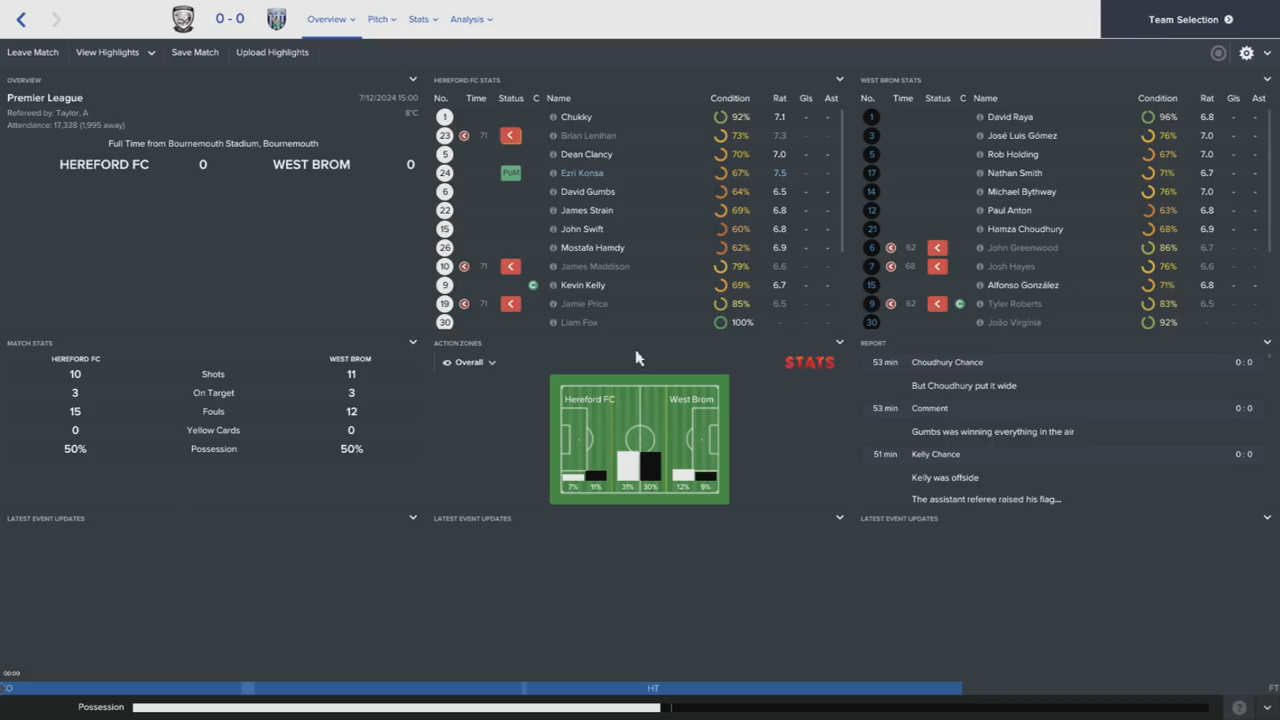 0 - 0
Overview
Pitch
Stats
Analysis
Team Selection
Leave Match
View Highlights
Save Match
Upload Highlights
OVERVIEW
Premier League
7/12/2024 15:00
Refereed by: Taylor, A
8°C
Attendance: 17,338 (1,995 away)
Full Time from Bournemouth Stadium, Bournemouth
HEREFORD FC 0 WEST BROM 0
HEREFORD FC STATS
No. Time Status C Name Condition Rat Gls Ast
1 Chukky 92% 7.1 - -
23 71 Brian Lenihan 73% 7.3 - -
5 Dean Clancy 70% 7.0 - -
24 PoM Ezri Konsa 67% 7.5 - -
6 David Gumbs 64% 6.5 - -
22 James Strain 69% 6.8 - -
15 John Swift 60% 6.8 - -
26 Mostafa Hamdy 62% 6.9 - -
10 71 James Maddison 79% 6.6 - -
9 C Kevin Kelly 69% 6.7 - -
19 71 Jamie Price 85% 6.5 - -
30 Liam Fox 100% - - -
WEST BROM STATS
No. Time Status C Name Condition Rat Gls Ast
1 David Raya 96% 6.8 - -
3 José Luis Gómez 76% 7.0 - -
5 Rob Holding 67% 7.0 - -
17 Nathan Smith 71% 6.7 - -
14 Michael Bythway 76% 7.0 - -
12 Paul Anton 63% 6.8 - -
21 Hamza Choudhury 68% 6.9 - -
6 62 John Greenwood 86% 6.7 - -
7 68 Josh Hayes 76% 6.6 - -
15 Alfonso González 71% 6.8 - -
9 62 C Tyler Roberts 83% 6.5 - -
30 João Virgínia 92% - - -
MATCH STATS
HEREFORD FC WEST BROM
10 Shots 11
3 On Target 3
15 Fouls 12
0 Yellow Cards 0
50% Possession 50%
ACTION ZONES
Overall
STATS
Hereford FC West Brom
7% 11% 31% 30% 12% 9%
REPORT
53 min Choudhury Chance 0 : 0
But Choudhury put it wide
53 min Comment 0 : 0
Gumbs was winning everything in the air
51 min Kelly Chance 0 : 0
Kelly was offside
The assistant referee raised his flag...
LATEST EVENT UPDATES
LATEST EVENT UPDATES
LATEST EVENT UPDATES
00:00
HT
FT
Possession
?